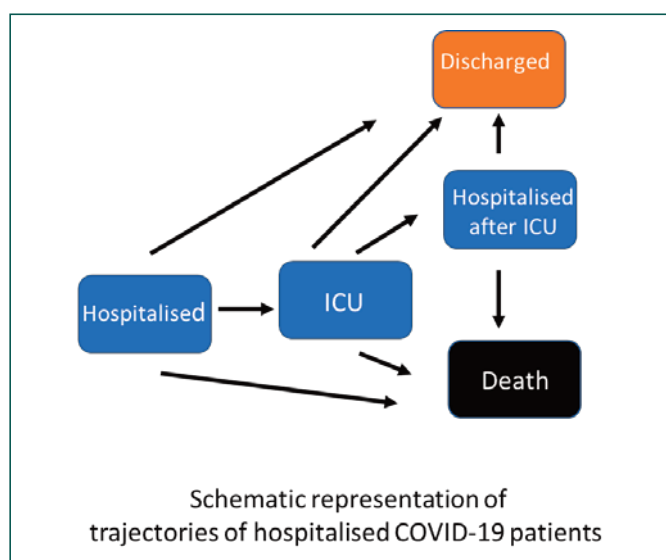 Discharged
Hospitalised
after ICU
ICU
Hospitalised
Death
Schematic representation of
trajectories of hospitalised COVID-19 patients